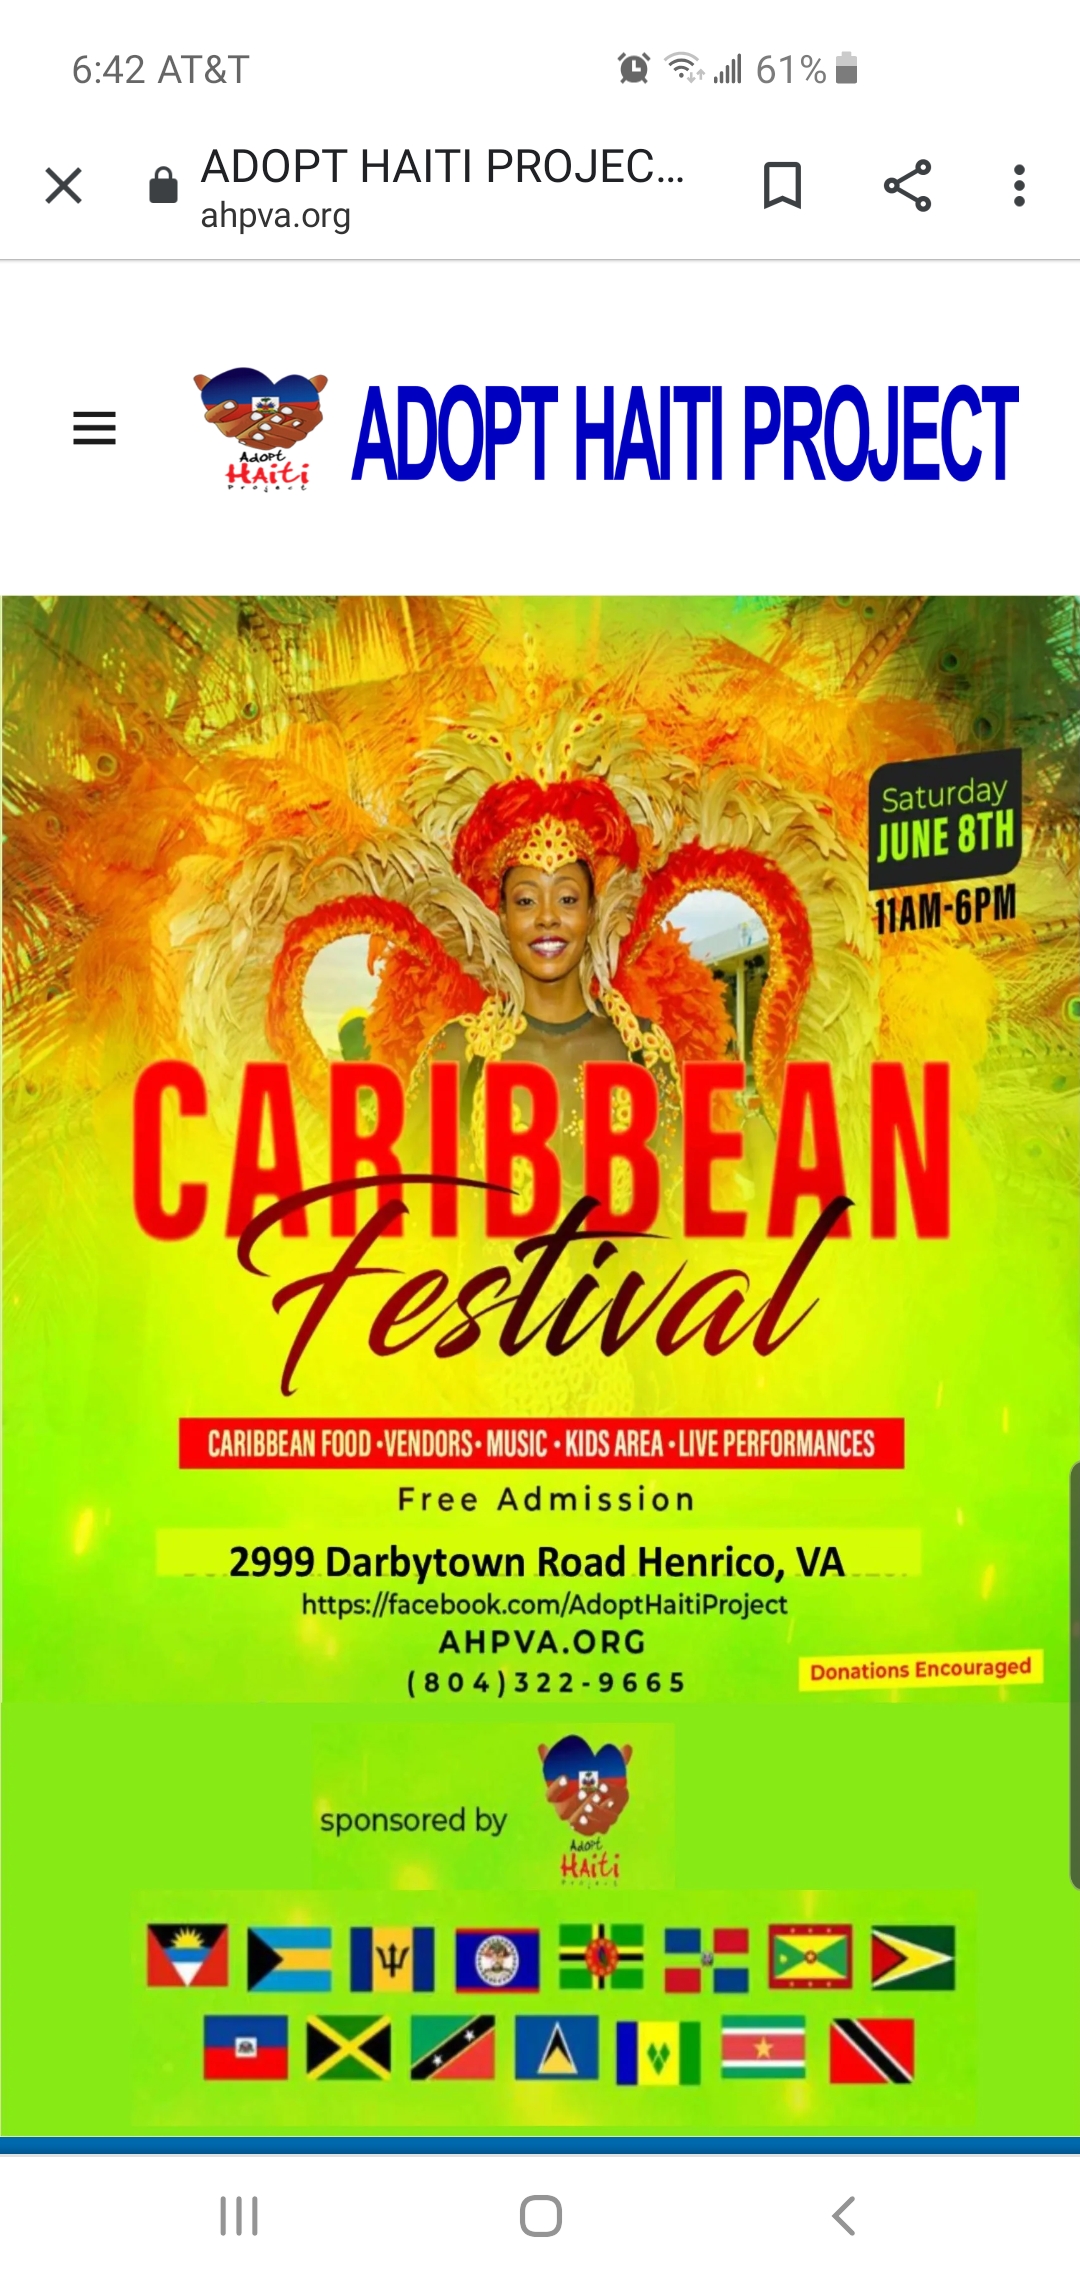 6:42 AT&T
61%
ADOPT HAITI PROJEC...
ahpva.org
Adopt
HAiti
Project
ADOPT HAITI PROJECT
Saturday
JUNE 8TH
11AM-6PM
CARIBBEAN
Festival
CARIBBEAN FOOD • VENDORS • MUSIC • KIDS AREA • LIVE PERFORMANCES
Free Admission
2999 Darbytown Road Henrico, VA
https://facebook.com/AdoptHaitiProject
AHPVA.ORG
(804)322-9665
Donations Encouraged
sponsored by
Adopt
HAiti
Project